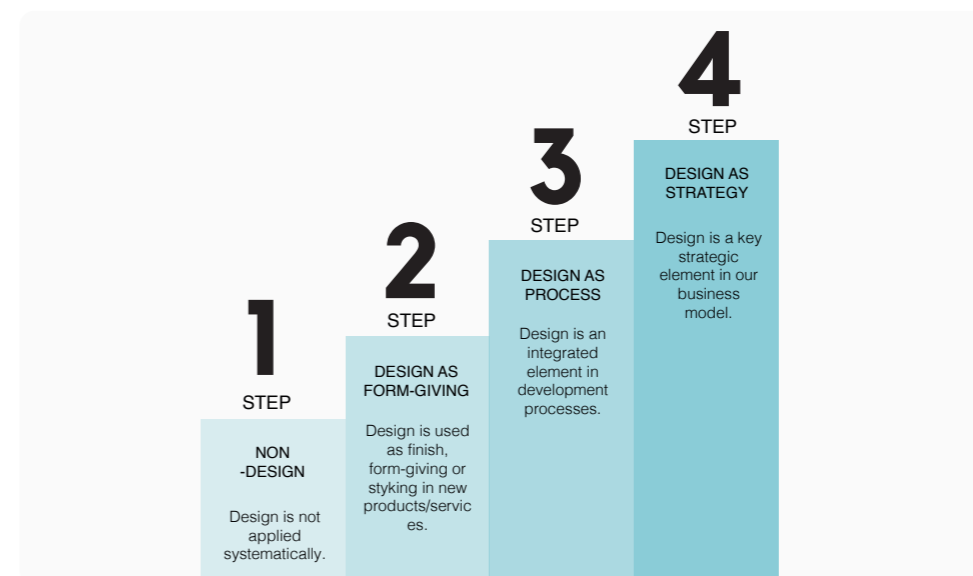 1
STEP
NON
-DESIGN
Design is not
applied
systematically.
2
STEP
DESIGN AS
FORM-GIVING
Design is used
as finish,
form-giving or
styking in new
products/servic
es.
3
STEP
DESIGN AS
PROCESS
Design is an
integrated
element in
development
processes.
4
STEP
DESIGN AS
STRATEGY
Design is a key
strategic
element in our
business
model.